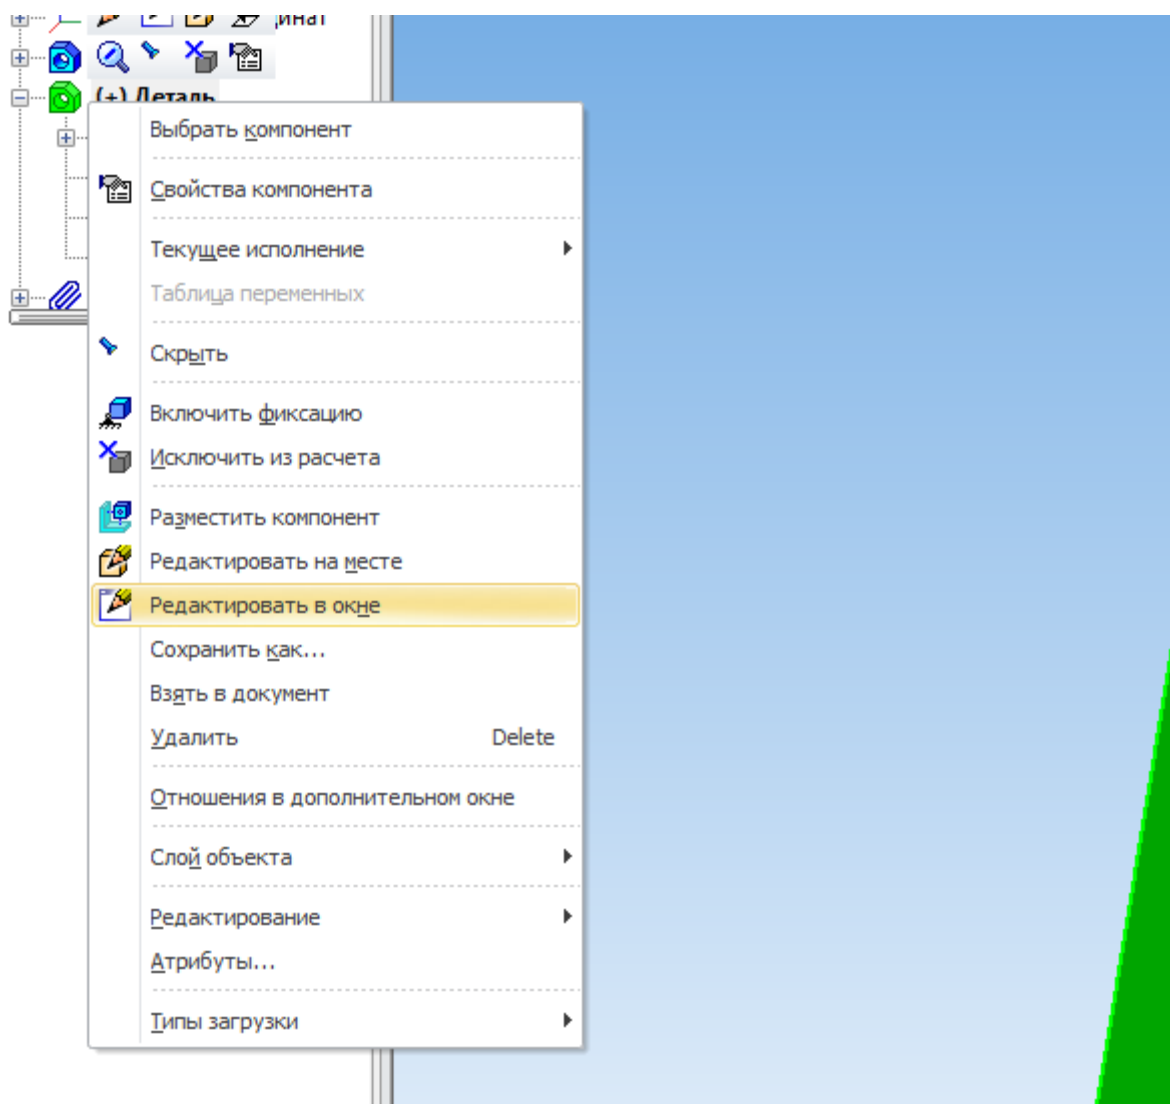 (+) Деталь
Выбрать компонент
Свойства компонента
Текущее исполнение
Таблица переменных
Скрыть
Включить фиксацию
Исключить из расчета
Разместить компонент
Редактировать на месте
Редактировать в окне
Сохранить как...
Взять в документ
Удалить Delete
Отношения в дополнительном окне
Слой объекта
Редактирование
Атрибуты...
Типы загрузки